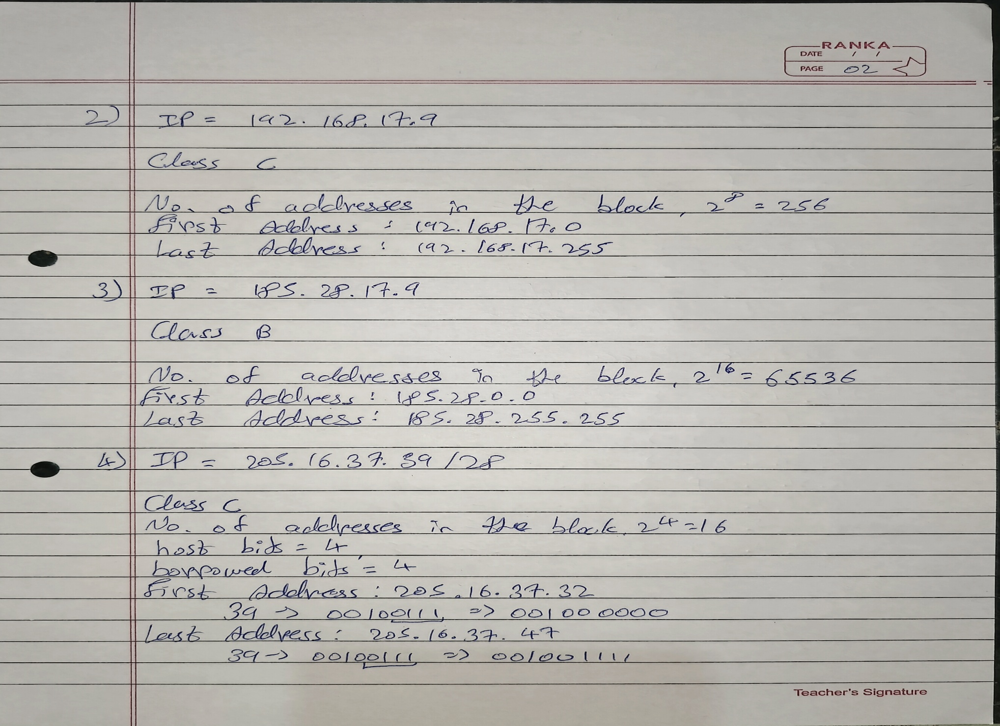 RANKA
DATE / /
PAGE 02
2) IP = 192.168.17.9
Class C
No. of addresses in the block, 2^8 = 256
First Address : 192.168.17.0
Last Address : 192.168.17.255
3) IP = 185.28.17.9
Class B
No. of addresses in the block, 2^16 = 65536
First Address : 185.28.0.0
Last Address : 185.28.255.255
4) IP = 205.16.37.39 /28
Class C
No. of addresses in the block, 2^4 = 16
host bits = 4
borrowed bits = 4
First Address : 205.16.37.32
39 -> 00100111 => 001000000
Last Address : 205.16.37.47
39 -> 00100111 => 001001111
Teacher's Signature